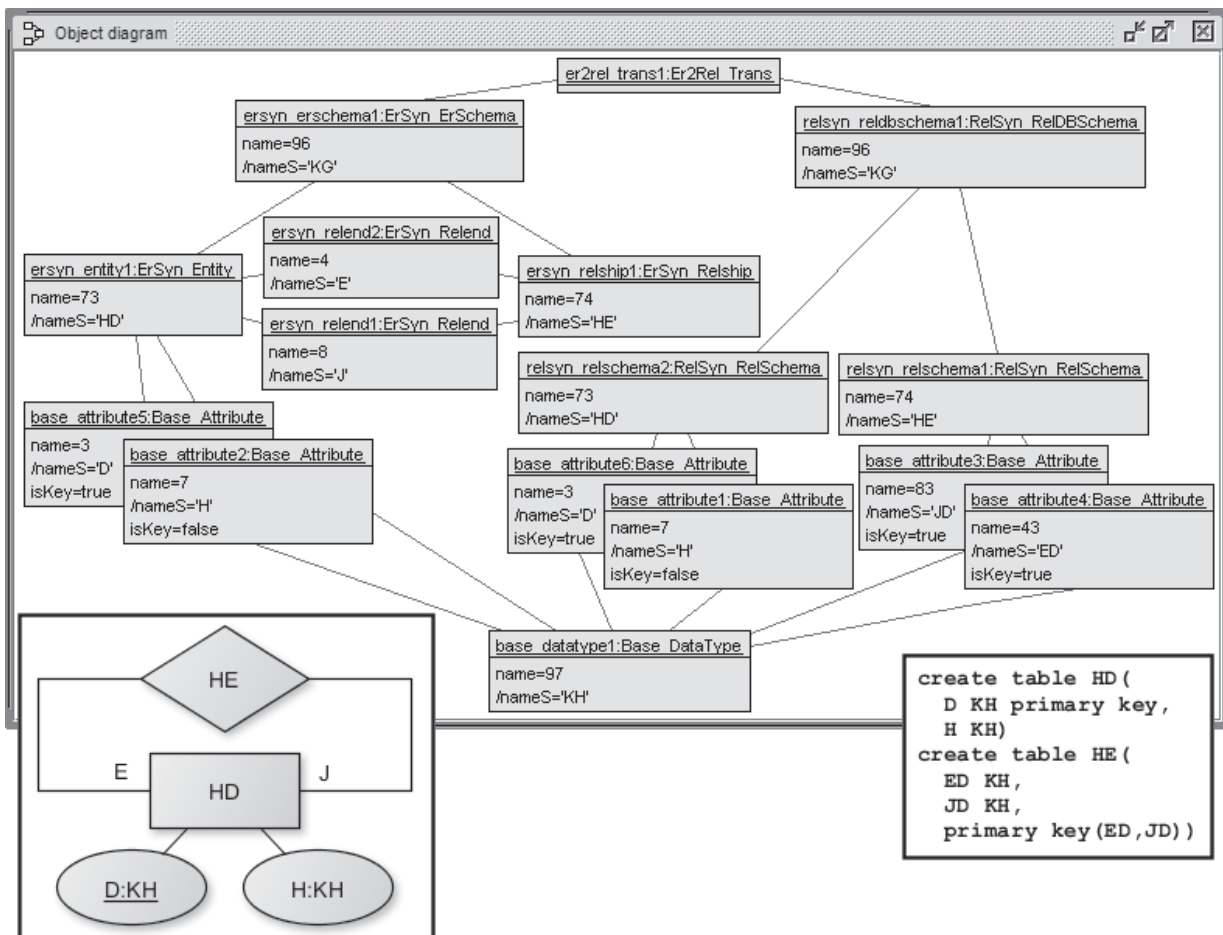 Object diagram
er2rel_trans1:Er2Rel_Trans
ersyn_erschema1:ErSyn_ErSchema
name=96
/nameS='KG'
relsyn_reldbschema1:RelSyn_RelDBSchema
name=96
/nameS='KG'
ersyn_relend2:ErSyn_Relend
name=4
/nameS='E'
ersyn_entity1:ErSyn_Entity
name=73
/nameS='HD'
ersyn_relship1:ErSyn_Relship
name=74
/nameS='HE'
ersyn_relend1:ErSyn_Relend
name=8
/nameS='J'
relsyn_relschema2:RelSyn_RelSchema
name=73
/nameS='HD'
relsyn_relschema1:RelSyn_RelSchema
name=74
/nameS='HE'
base_attribute5:Base_Attribute
name=3
/nameS='D'
isKey=true
base_attribute2:Base_Attribute
name=7
/nameS='H'
isKey=false
base_attribute6:Base_Attribute
name=3
/nameS='D'
isKey=true
base_attribute1:Base_Attribute
name=7
/nameS='H'
isKey=false
base_attribute3:Base_Attribute
name=83
/nameS='JD'
isKey=true
base_attribute4:Base_Attribute
name=43
/nameS='ED'
isKey=true
base_datatype1:Base_DataType
name=97
/nameS='KH'
HE
E
J
HD
D:KH
H:KH
create table HD(
D KH primary key,
H KH)
create table HE(
ED KH,
JD KH,
primary key(ED,JD))